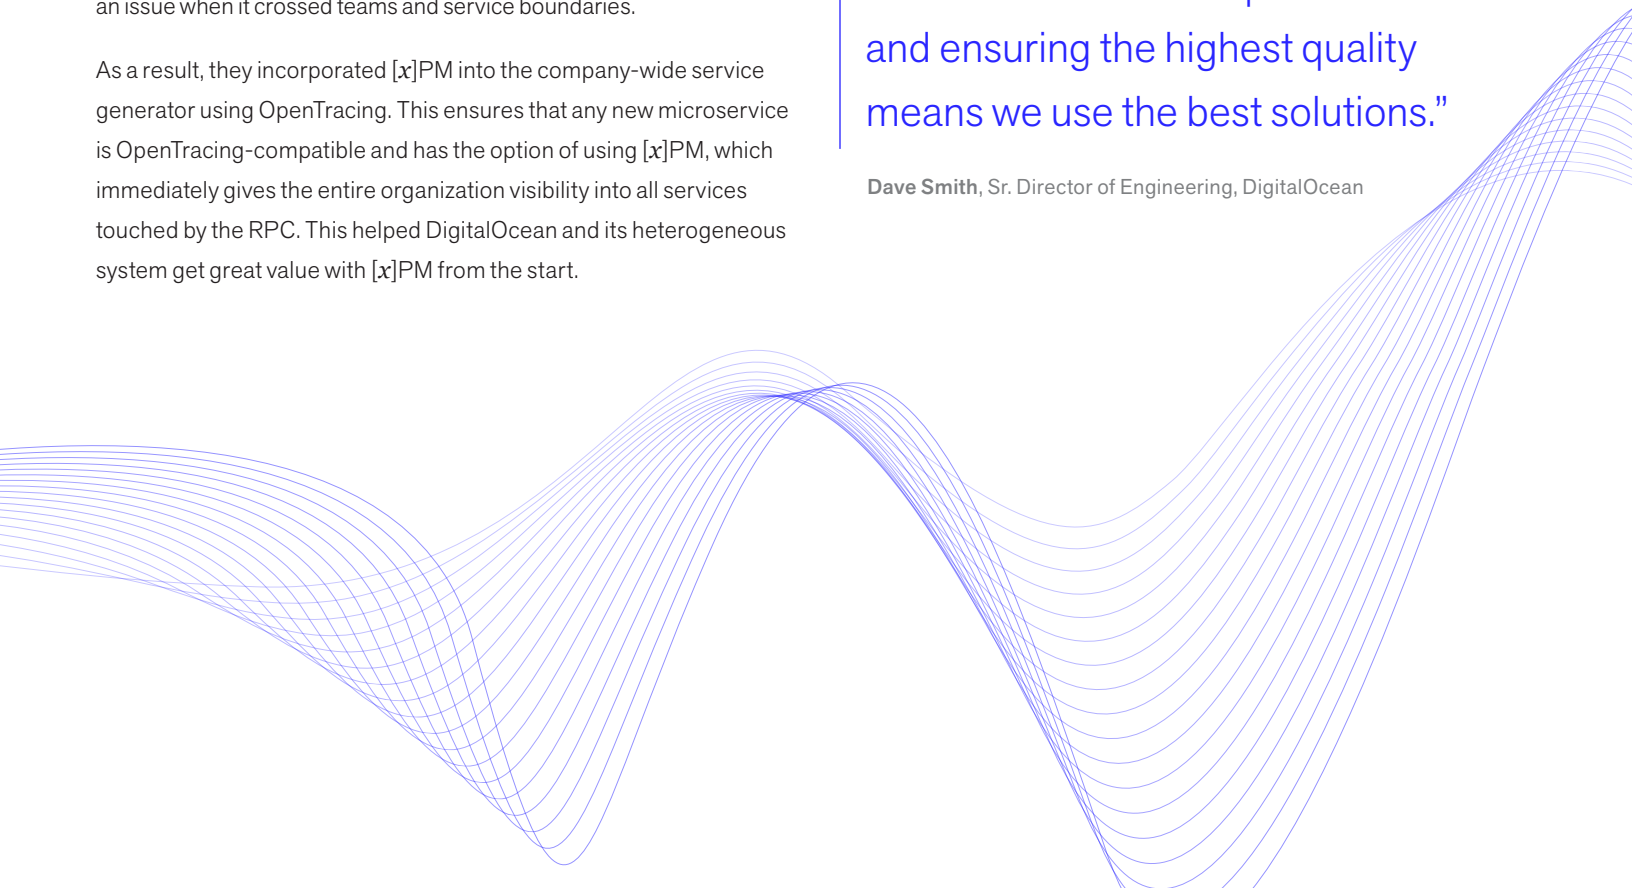 an issue when it crossed teams and service boundaries.
As a result, they incorporated [x]PM into the company-wide service
generator using OpenTracing. This ensures that any new microservice
is OpenTracing-compatible and has the option of using [x]PM, which
immediately gives the entire organization visibility into all services
touched by the RPC. This helped DigitalOcean and its heterogeneous
system get great value with [x]PM from the start.
and ensuring the highest quality
means we use the best solutions.”
Dave Smith, Sr. Director of Engineering, DigitalOcean